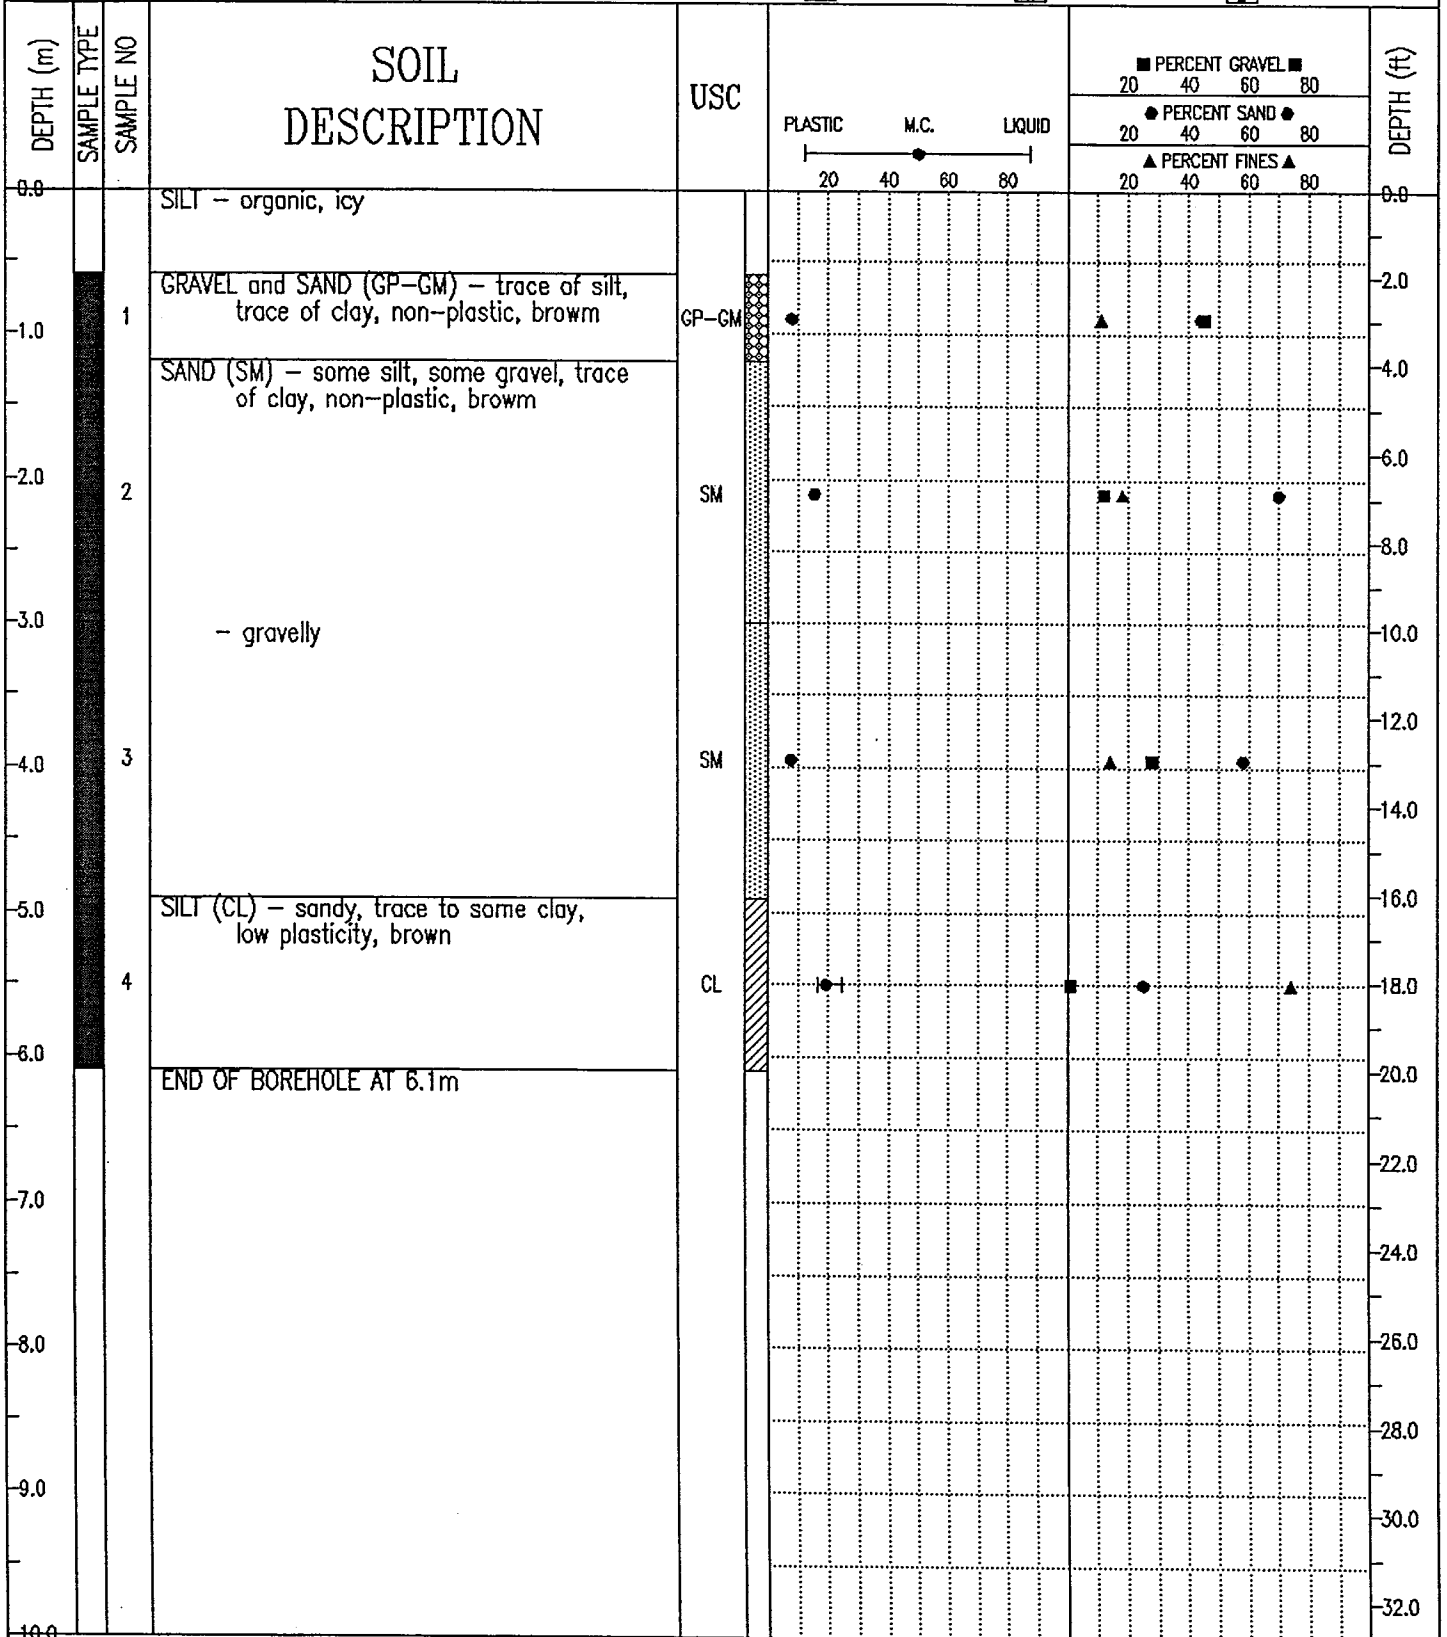 DEPTH (m)
SAMPLE TYPE
SAMPLE NO
SOIL
DESCRIPTION
USC
PLASTIC M.C. LIQUID
20 40 60 80
■ PERCENT GRAVEL ■
20 40 60 80
● PERCENT SAND ●
20 40 60 80
▲ PERCENT FINES ▲
20 40 60 80
DEPTH (ft)
0.0
SILT – organic, icy
0.0
GRAVEL and SAND (GP–GM) – trace of silt,
trace of clay, non–plastic, browm
1
GP–GM
2.0
1.0
SAND (SM) – some silt, some gravel, trace
of clay, non–plastic, browm
4.0
6.0
2.0
2
SM
8.0
3.0
– gravelly
10.0
12.0
4.0
3
SM
14.0
5.0
SILT (CL) – sandy, trace to some clay,
low plasticity, brown
16.0
4
CL
18.0
6.0
END OF BOREHOLE AT 6.1m
20.0
22.0
7.0
24.0
8.0
26.0
28.0
9.0
30.0
32.0
10.0